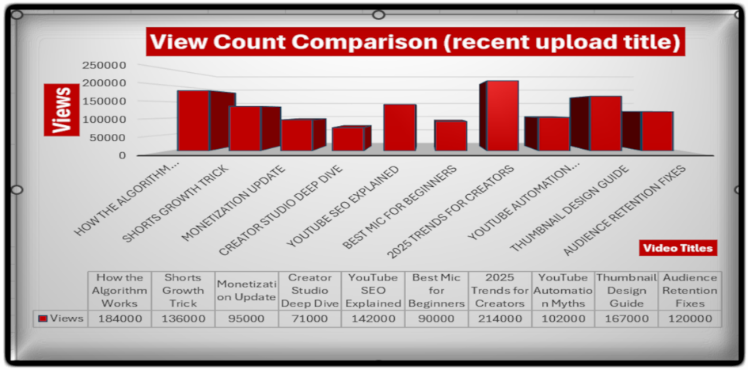 View Count Comparison (recent upload title)
Views
250000
200000
150000
100000
50000
0
HOW THE ALGORITHM...
SHORTS GROWTH TRICK
MONETIZATION UPDATE
CREATOR STUDIO DEEP DIVE
YOUTUBE SEO EXPLAINED
BEST MIC FOR BEGINNERS
2025 TRENDS FOR CREATORS
YOUTUBE AUTOMATION...
THUMBNAIL DESIGN GUIDE
AUDIENCE RETENTION FIXES
Video Titles
How the Shorts Creator YouTube Best Mic 2025 YouTube Thumbnail Audience
Algorithm Growth Monetizati Studio SEO for Trends for Automatio Design Retention
Works Trick on Update Deep Dive Explained Beginners Creators n Myths Guide Fixes
Views 184000 136000 95000 71000 142000 90000 214000 102000 167000 120000